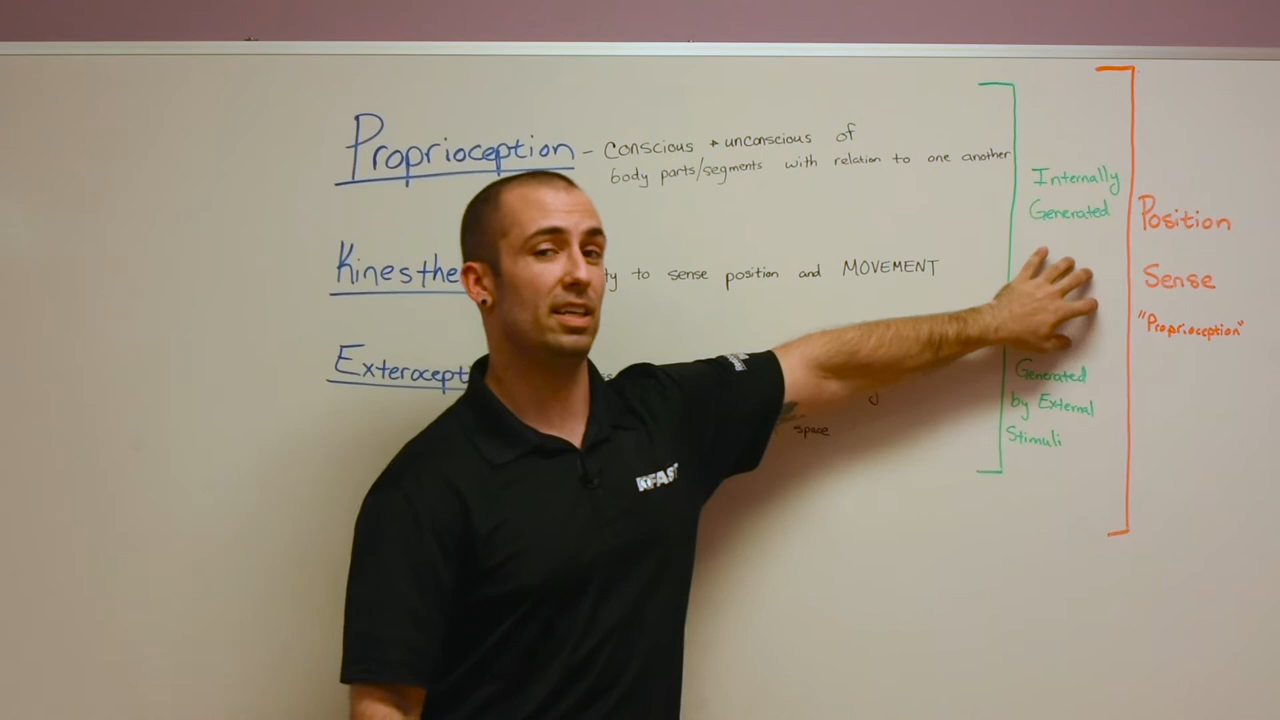 Proprioception - conscious + unconscious of
body parts/segments with relation to one another
Kinesthe ty to sense position and MOVEMENT
Exterocept
space
Internally
Generated
Generated
by External
Stimuli
Position
Sense
"Proprioception"
KFAST